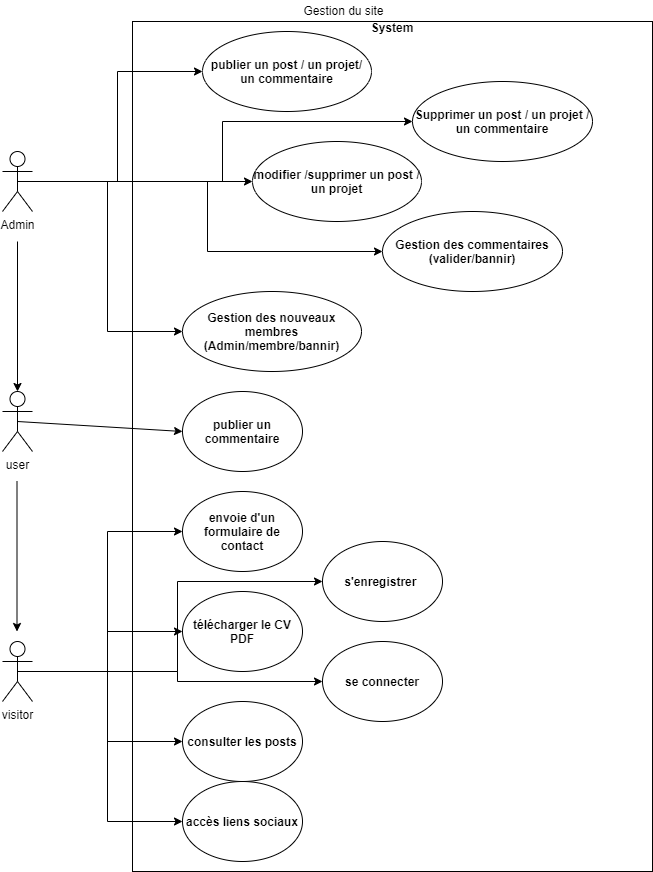 Gestion du site
System
publier un post / un projet/
un commentaire
Supprimer un post / un projet /
un commentaire
modifier /supprimer un post /
un projet
Admin
Gestion des commentaires
(valider/bannir)
Gestion des nouveaux
membres
(Admin/membre/bannir)
publier un
commentaire
user
envoie d'un
formulaire de
contact
s'enregistrer
télécharger le CV
PDF
se connecter
visitor
consulter les posts
accès liens sociaux